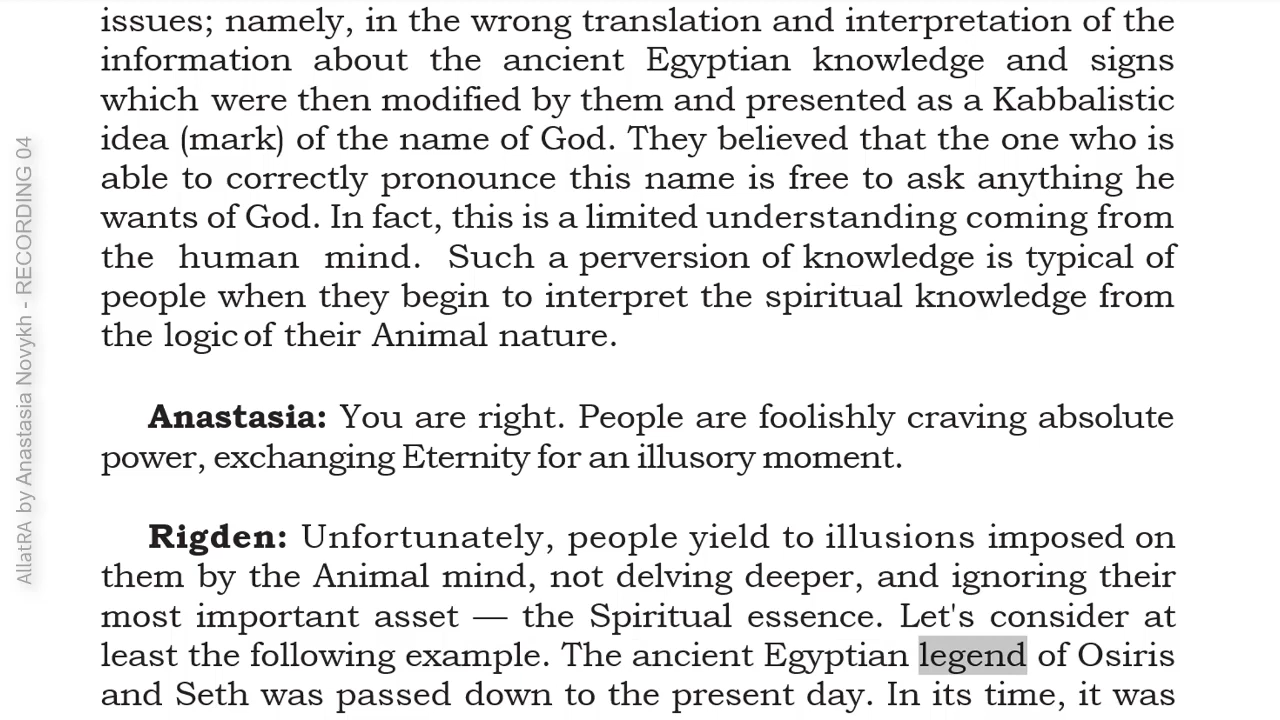 issues; namely, in the wrong translation and interpretation of the
information about the ancient Egyptian knowledge and signs
which were then modified by them and presented as a Kabbalistic
idea (mark) of the name of God. They believed that the one who is
able to correctly pronounce this name is free to ask anything he
wants of God. In fact, this is a limited understanding coming from
the human mind. Such a perversion of knowledge is typical of
people when they begin to interpret the spiritual knowledge from
the logic of their Animal nature.
Anastasia: You are right. People are foolishly craving absolute
power, exchanging Eternity for an illusory moment.
Rigden: Unfortunately, people yield to illusions imposed on
them by the Animal mind, not delving deeper, and ignoring their
most important asset — the Spiritual essence. Let's consider at
least the following example. The ancient Egyptian legend of Osiris
and Seth was passed down to the present day. In its time, it was
AllatRA by Anastasia Novykh - RECORDING 04